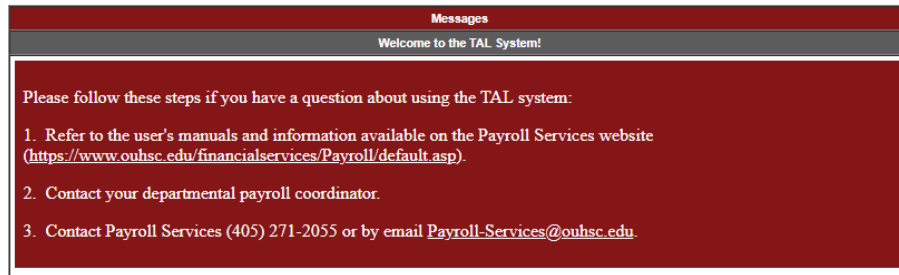 Messages
Welcome to the TAL System!
Please follow these steps if you have a question about using the TAL system:
1. Refer to the user's manuals and information available on the Payroll Services website
(https://www.ouhsc.edu/financialservices/Payroll/default.asp).
2. Contact your departmental payroll coordinator.
3. Contact Payroll Services (405) 271-2055 or by email Payroll-Services@ouhsc.edu.